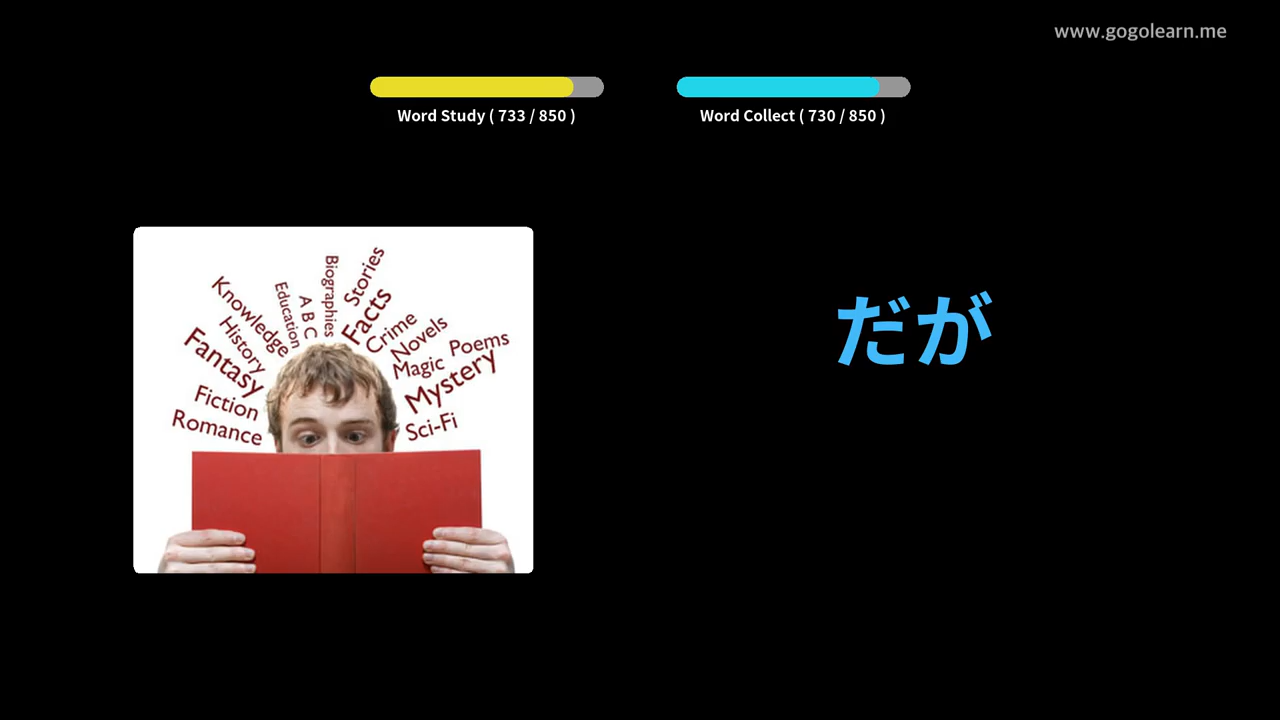 www.gogolearn.me
Word Study ( 733 / 850 )
Word Collect ( 730 / 850 )
Biographies
Stories
Education
A B C
Facts
Knowledge
Crime
History
Novels
Fantasy
Magic
Poems
Mystery
Fiction
Romance
Sci-Fi
だが